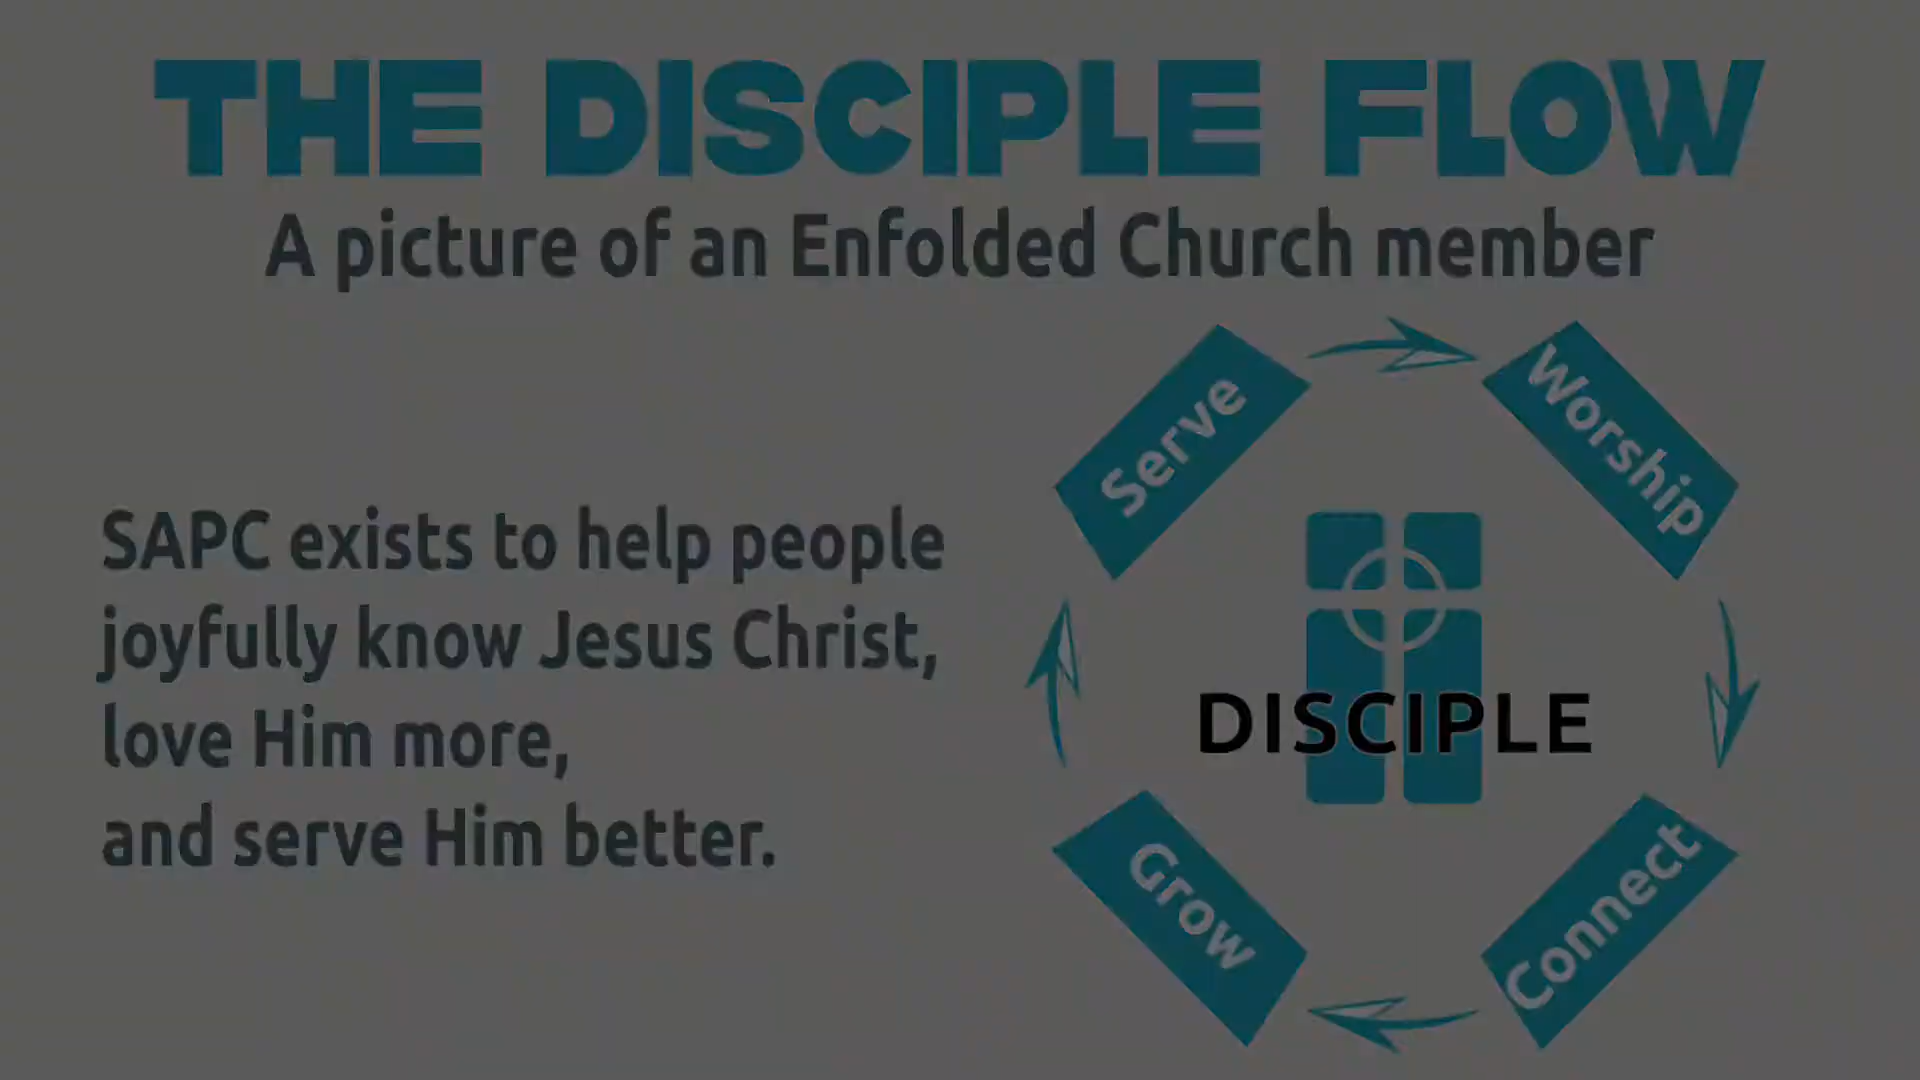 THE DISCIPLE FLOW
A picture of an Enfolded Church member
Serve
Worship
SAPC exists to help people
joyfully know Jesus Christ,
love Him more,
and serve Him better.
DISCIPLE
Grow
Connect